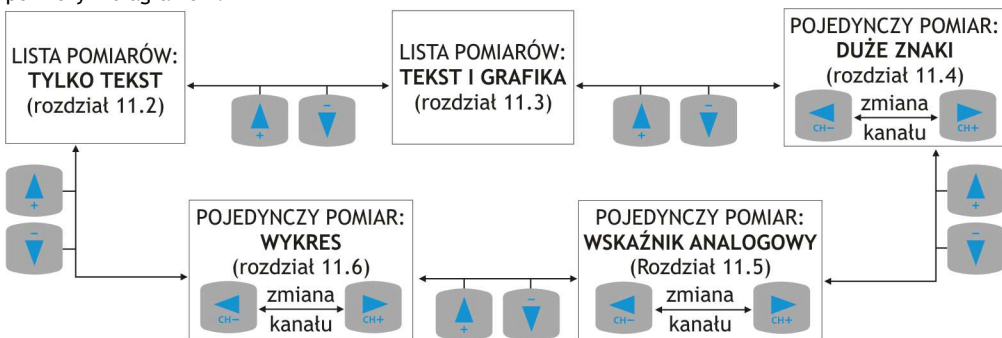 LISTA POMIARÓW:
TYLKO TEKST
(rozdział 11.2)
+
−
LISTA POMIARÓW:
TEKST I GRAFIKA
(rozdział 11.3)
+
−
POJEDYNCZY POMIAR:
DUŻE ZNAKI
(rozdział 11.4)
CH−
zmiana
kanału
CH+
+
−
+
−
POJEDYNCZY POMIAR:
WYKRES
(rozdział 11.6)
CH−
zmiana
kanału
CH+
+
−
POJEDYNCZY POMIAR:
WSKAŹNIK ANALOGOWY
(Rozdział 11.5)
CH−
zmiana
kanału
CH+